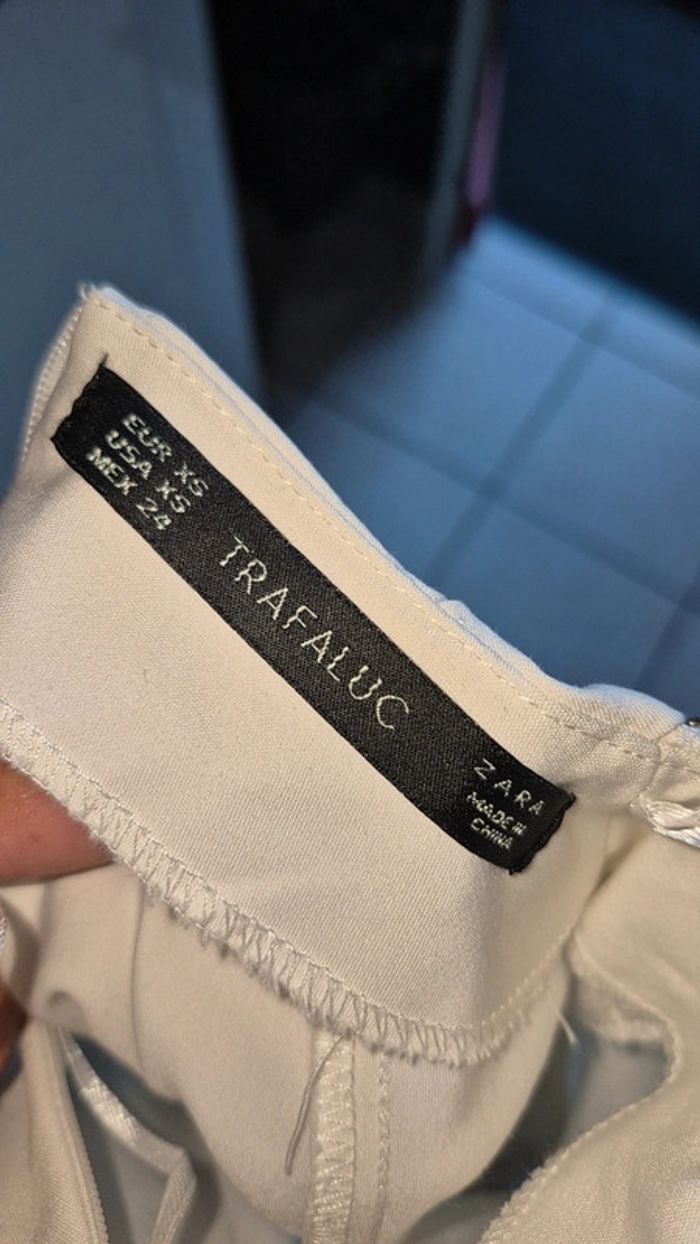 EUR XS
USA XS
MEX 24
TRAFALUC
ZARA
MADE IN
CHINA